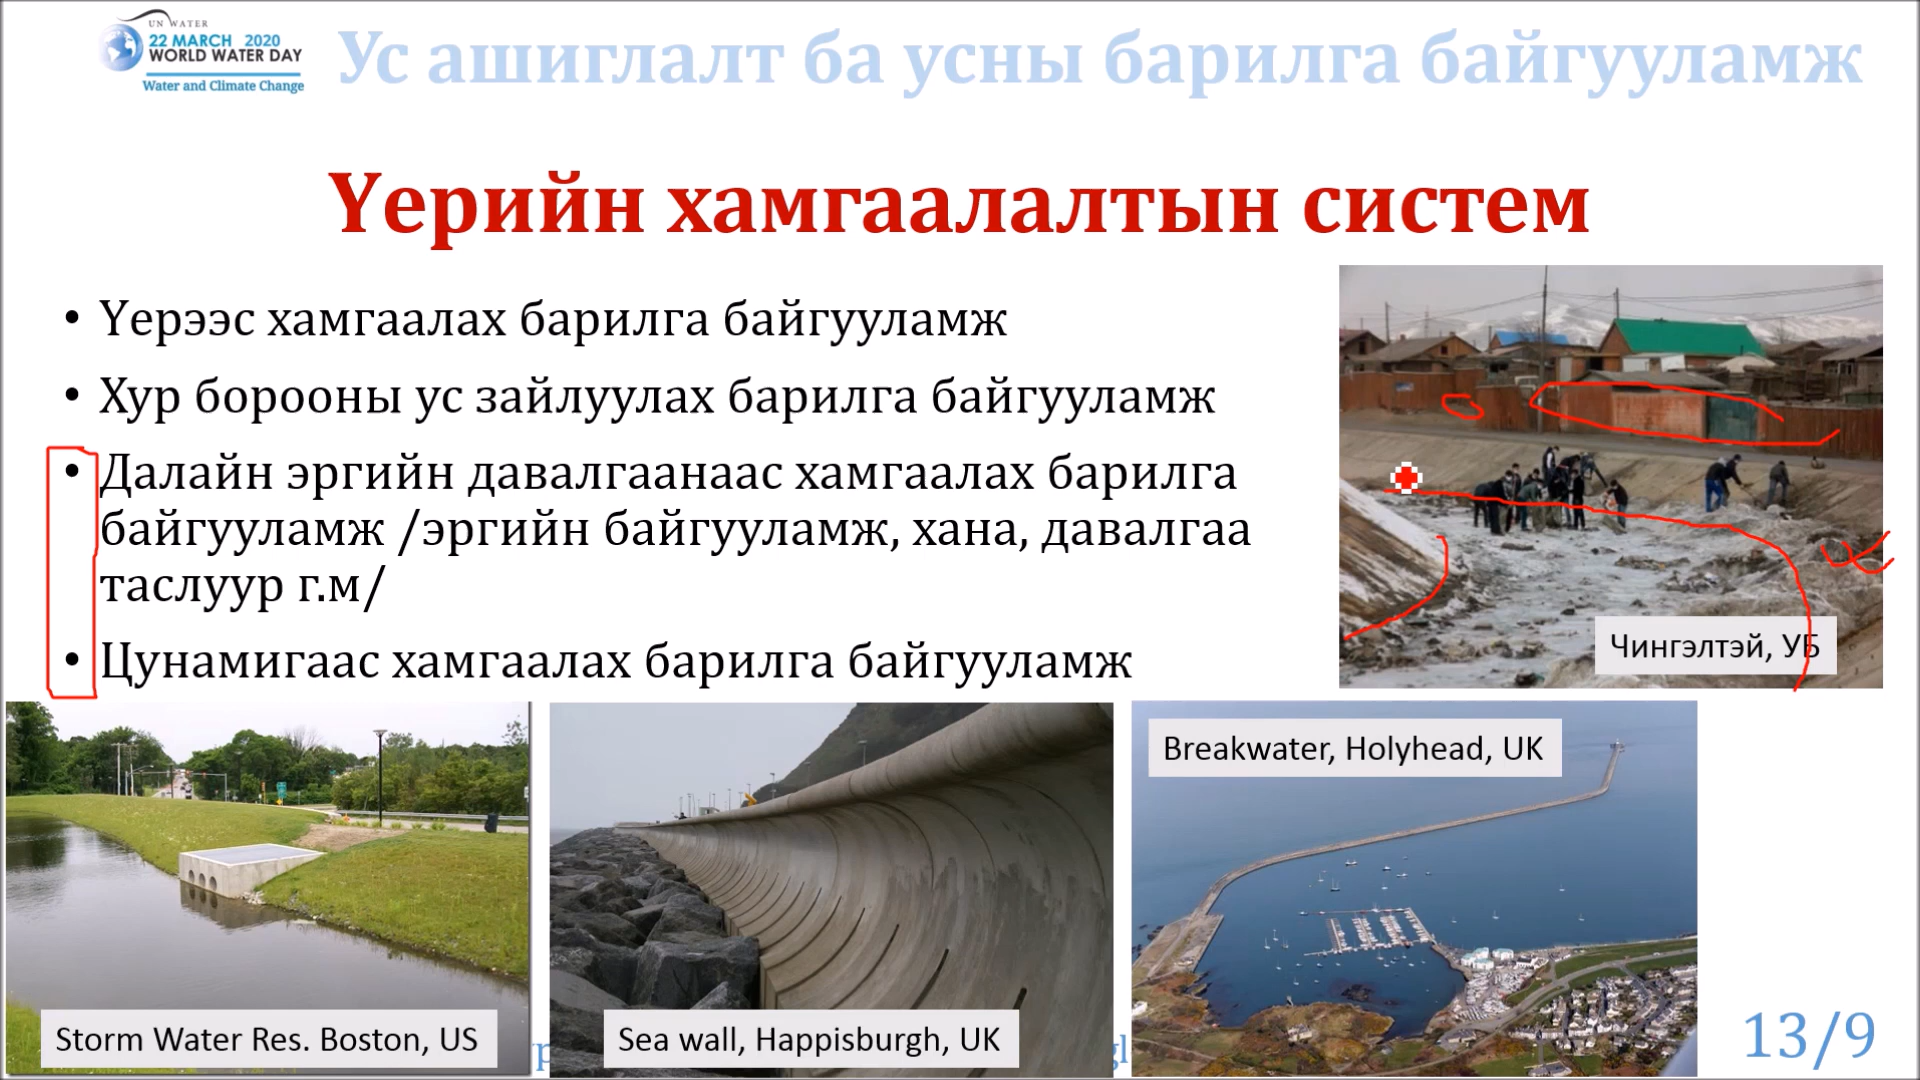 UN WATER
22 MARCH 2020
WORLD WATER DAY
Water and Climate Change
Ус ашиглалт ба усны барилга байгууламж
Үерийн хамгаалалтын систем
• Үерээс хамгаалах барилга байгууламж
• Хур борооны ус зайлуулах барилга байгууламж
• Далайн эргийн давалгаанаас хамгаалах барилга
байгууламж /эргийн байгууламж, хана, давалгаа
таслуур г.м/
• Цунамигаас хамгаалах барилга байгууламж
Чингэлтэй, УБ
Breakwater, Holyhead, UK
Storm Water Res. Boston, US
Sea wall, Happisburgh, UK
13/9